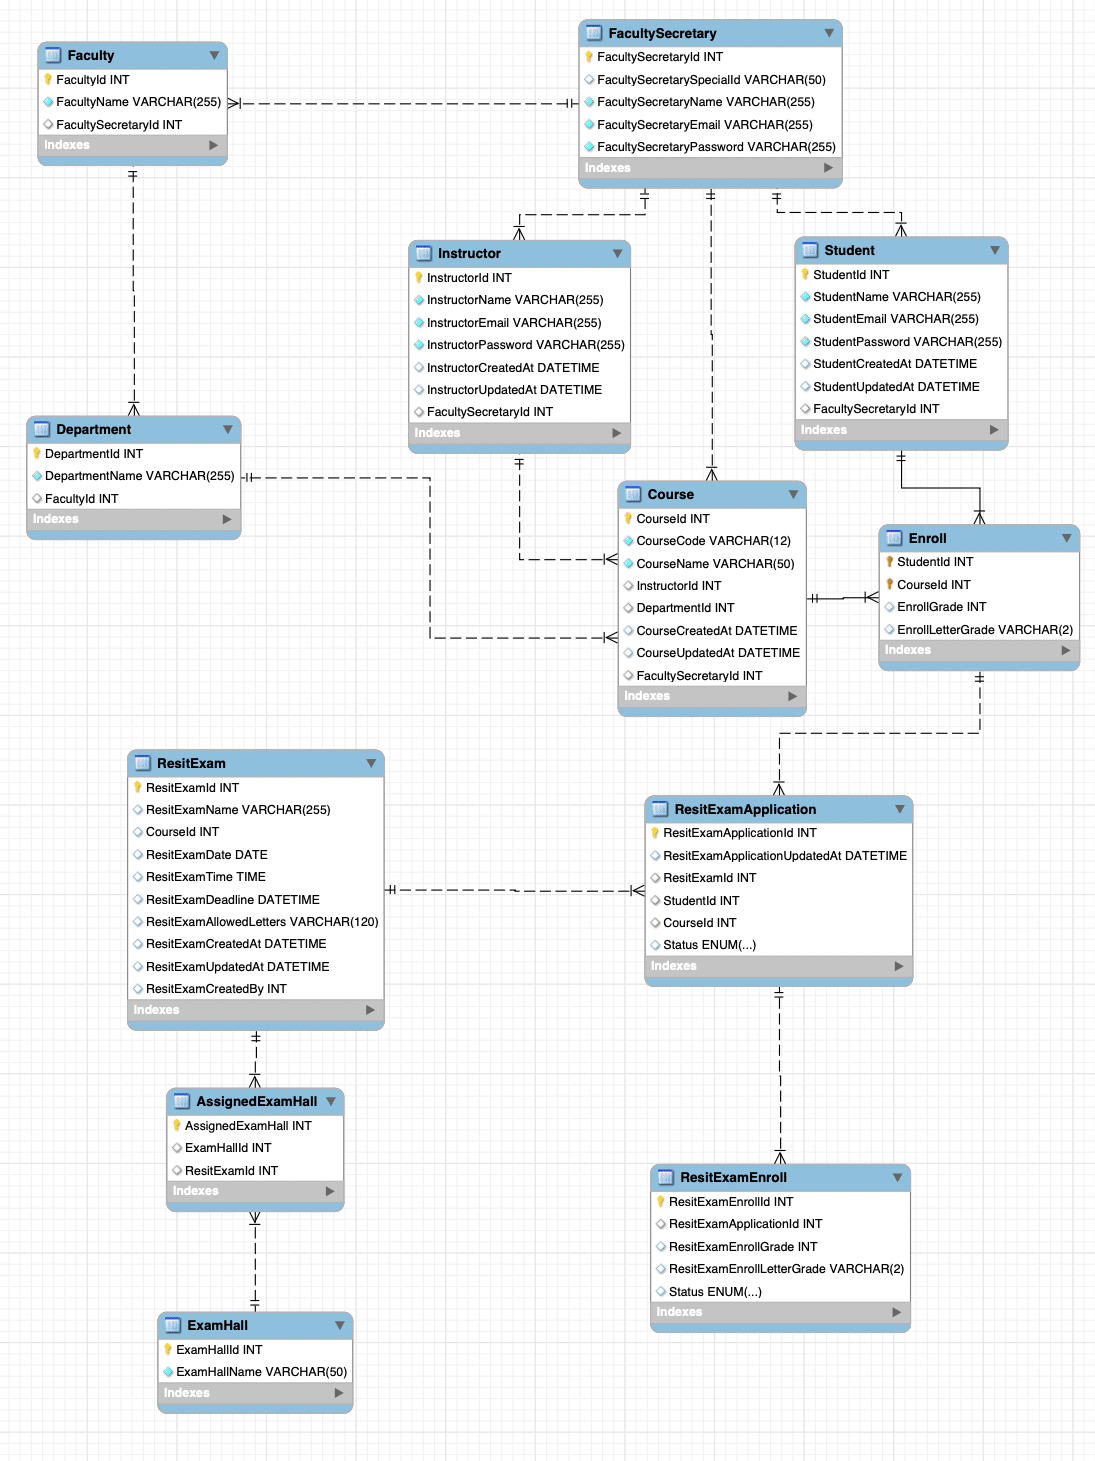 Faculty
FacultyId INT
FacultyName VARCHAR(255)
FacultySecretaryId INT
Indexes
FacultySecretary
FacultySecretaryId INT
FacultySecretarySpecialId VARCHAR(50)
FacultySecretaryName VARCHAR(255)
FacultySecretaryEmail VARCHAR(255)
FacultySecretaryPassword VARCHAR(255)
Indexes
Instructor
InstructorId INT
InstructorName VARCHAR(255)
InstructorEmail VARCHAR(255)
InstructorPassword VARCHAR(255)
InstructorCreatedAt DATETIME
InstructorUpdatedAt DATETIME
FacultySecretaryId INT
Indexes
Student
StudentId INT
StudentName VARCHAR(255)
StudentEmail VARCHAR(255)
StudentPassword VARCHAR(255)
StudentCreatedAt DATETIME
StudentUpdatedAt DATETIME
FacultySecretaryId INT
Indexes
Department
DepartmentId INT
DepartmentName VARCHAR(255)
FacultyId INT
Indexes
Course
CourseId INT
CourseCode VARCHAR(12)
CourseName VARCHAR(50)
InstructorId INT
DepartmentId INT
CourseCreatedAt DATETIME
CourseUpdatedAt DATETIME
FacultySecretaryId INT
Indexes
Enroll
StudentId INT
CourseId INT
EnrollGrade INT
EnrollLetterGrade VARCHAR(2)
Indexes
ResitExam
ResitExamId INT
ResitExamName VARCHAR(255)
CourseId INT
ResitExamDate DATE
ResitExamTime TIME
ResitExamDeadline DATETIME
ResitExamAllowedLetters VARCHAR(120)
ResitExamCreatedAt DATETIME
ResitExamUpdatedAt DATETIME
ResitExamCreatedBy INT
Indexes
ResitExamApplication
ResitExamApplicationId INT
ResitExamApplicationUpdatedAt DATETIME
ResitExamId INT
StudentId INT
CourseId INT
Status ENUM(...)
Indexes
AssignedExamHall
AssignedExamHall INT
ExamHallId INT
ResitExamId INT
Indexes
ResitExamEnroll
ResitExamEnrollId INT
ResitExamApplicationId INT
ResitExamEnrollGrade INT
ResitExamEnrollLetterGrade VARCHAR(2)
Status ENUM(...)
Indexes
ExamHall
ExamHallId INT
ExamHallName VARCHAR(50)
Indexes